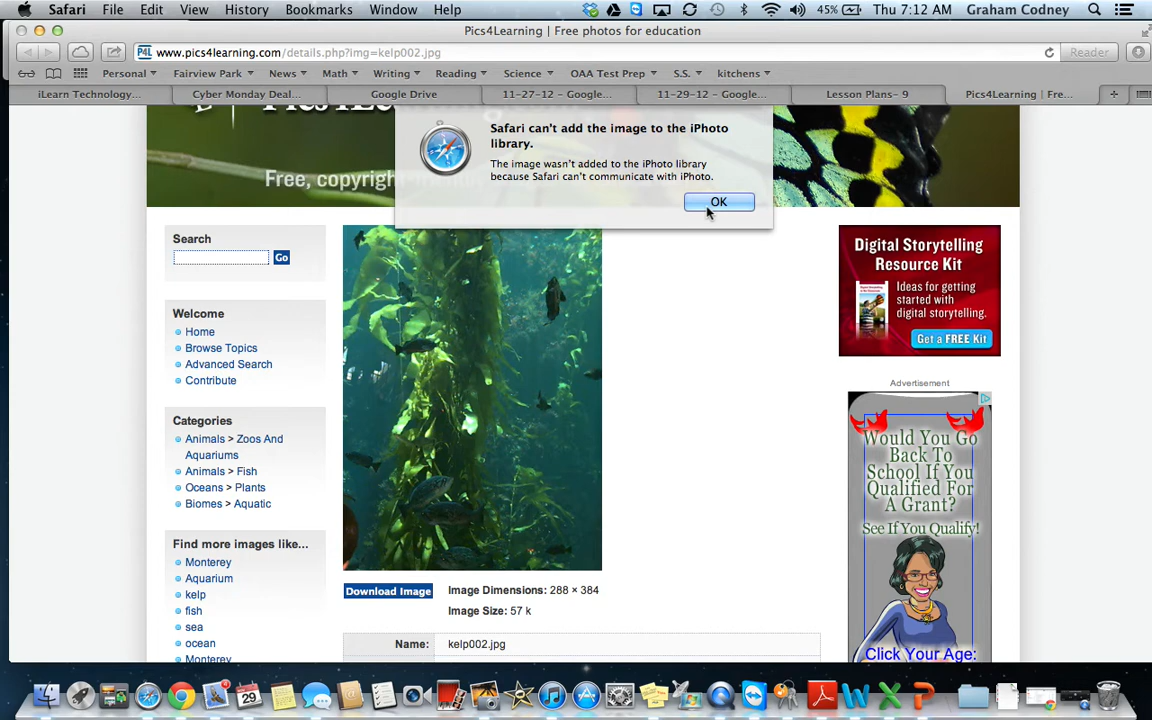 Safari File Edit View History Bookmarks Window Help 45% Thu 7:12 AM Graham Codney
Pics4Learning | Free photos for education
P4L www.pics4learning.com/details.php?img=kelp002.jpg Reader
Personal Fairview Park News Math Writing Reading Science OAA Test Prep S.S. kitchens
iLearn Technology... Cyber Monday Deal... Google Drive 11-27-12 - Google... 11-29-12 - Google... Lesson Plans- 9 Pics4Learning | Fre...
Free, copyright
Safari can't add the image to the iPhoto
library.
The image wasn't added to the iPhoto library
because Safari can't communicate with iPhoto.
OK
Search
Go
Welcome
Home
Browse Topics
Advanced Search
Contribute
Categories
Animals > Zoos And
Aquariums
Animals > Fish
Oceans > Plants
Biomes > Aquatic
Find more images like...
Monterey
Aquarium
kelp
fish
sea
ocean
Monterey
Download Image
Image Dimensions: 288 × 384
Image Size: 57 k
Name: kelp002.jpg
Digital Storytelling
Resource Kit
Ideas for getting
started with
digital storytelling.
Get a FREE Kit
Advertisement
Would You Go
Back To
School If You
Qualified For
A Grant?
See If You Qualify!
Click Your Age:
29